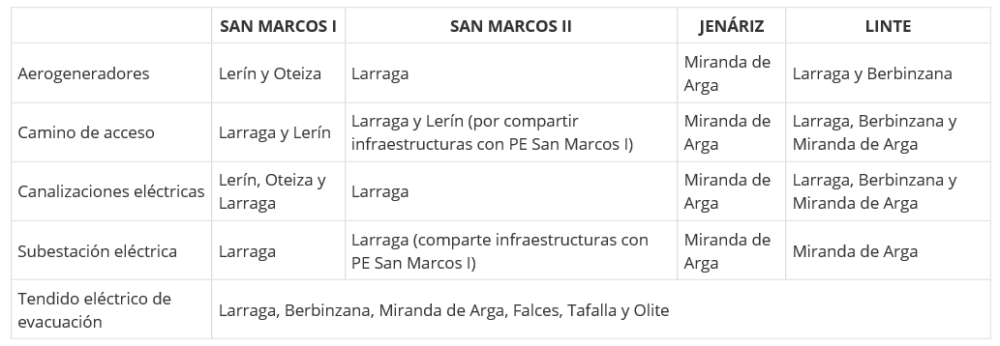 SAN MARCOS I SAN MARCOS II JENÁRIZ LINTE
Aerogeneradores Lerín y Oteiza Larraga Miranda de Arga Larraga y Berbinzana
Camino de acceso Larraga y Lerín Larraga y Lerín (por compartir infraestructuras con PE San Marcos I) Miranda de Arga Larraga, Berbinzana y Miranda de Arga
Canalizaciones eléctricas Lerín, Oteiza y Larraga Larraga Miranda de Arga Larraga, Berbinzana y Miranda de Arga
Subestación eléctrica Larraga Larraga (comparte infraestructuras con PE San Marcos I) Miranda de Arga Miranda de Arga
Tendido eléctrico de evacuación Larraga, Berbinzana, Miranda de Arga, Falces, Tafalla y Olite